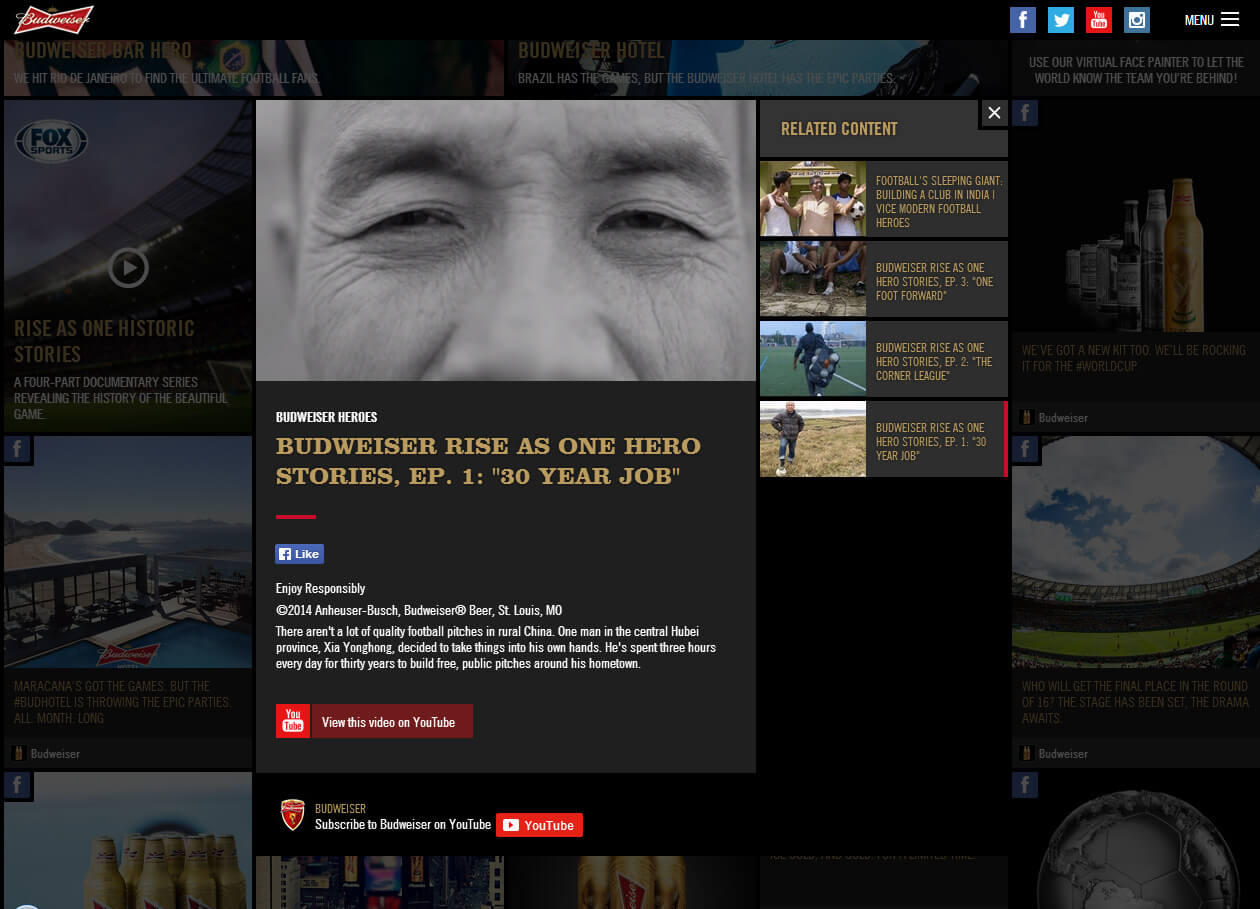 Budweiser
f
You
Tube
MENU
BUDWEISER BAR HERO
WE HIT RIO DE JANEIRO TO FIND THE ULTIMATE FOOTBALL FANS.
BUDWEISER HOTEL
BRAZIL HAS THE GAMES, BUT THE BUDWEISER HOTEL HAS THE EPIC PARTIES.
USE OUR VIRTUAL FACE PAINTER TO LET THE
WORLD KNOW THE TEAM YOU'RE BEHIND!
FOX
SPORTS
RISE AS ONE HISTORIC
STORIES
A FOUR-PART DOCUMENTARY SERIES
REVEALING THE HISTORY OF THE BEAUTIFUL
GAME.
f
Budweiser
HOTEL
MARACANA'S GOT THE GAMES. BUT THE
#BUDHOTEL IS THROWING THE EPIC PARTIES.
ALL. MONTH. LONG
Budweiser
f
BUDWEISER HEROES
BUDWEISER RISE AS ONE HERO
STORIES, EP. 1: "30 YEAR JOB"
f Like
Enjoy Responsibly
©2014 Anheuser-Busch, Budweiser® Beer, St. Louis, MO
There aren't a lot of quality football pitches in rural China. One man in the central Hubei
province, Xia Yonghong, decided to take things into his own hands. He's spent three hours
every day for thirty years to build free, public pitches around his hometown.
You
Tube
View this video on YouTube
BUDWEISER
Subscribe to Budweiser on YouTube
YouTube
RELATED CONTENT
FOOTBALL'S SLEEPING GIANT:
BUILDING A CLUB IN INDIA |
VICE MODERN FOOTBALL
HEROES
BUDWEISER RISE AS ONE
HERO STORIES, EP. 3: "ONE
FOOT FORWARD"
BUDWEISER RISE AS ONE
HERO STORIES, EP. 2: "THE
CORNER LEAGUE"
BUDWEISER RISE AS ONE
HERO STORIES, EP. 1: "30
YEAR JOB"
f
WE'VE GOT A NEW KIT TOO. WE'LL BE ROCKING
IT FOR THE #WORLDCUP
Budweiser
f
WHO WILL GET THE FINAL PLACE IN THE ROUND
OF 16? THE STAGE HAS BEEN SET, THE DRAMA
AWAITS.
Budweiser
f
ICE COLD, AND GOLD. FOR A LIMITED TIME.
Budweiser